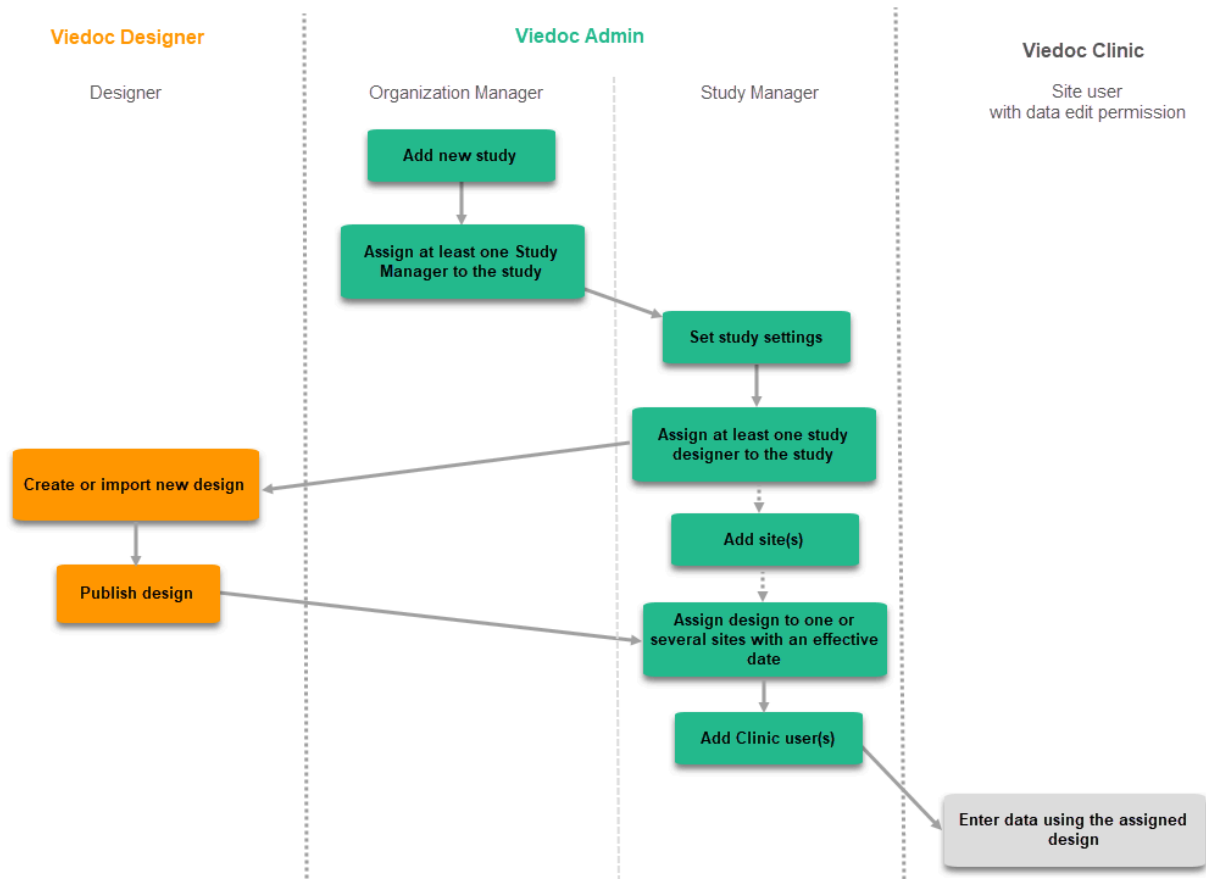 Viedoc Designer
Viedoc Admin
Viedoc Clinic
Designer
Organization Manager
Study Manager
Site user
with data edit permission
Add new study
Assign at least one Study
Manager to the study
Set study settings
Assign at least one study
designer to the study
Create or import new design
Add site(s)
Publish design
Assign design to one or
several sites with an effective
date
Add Clinic user(s)
Enter data using the assigned
design